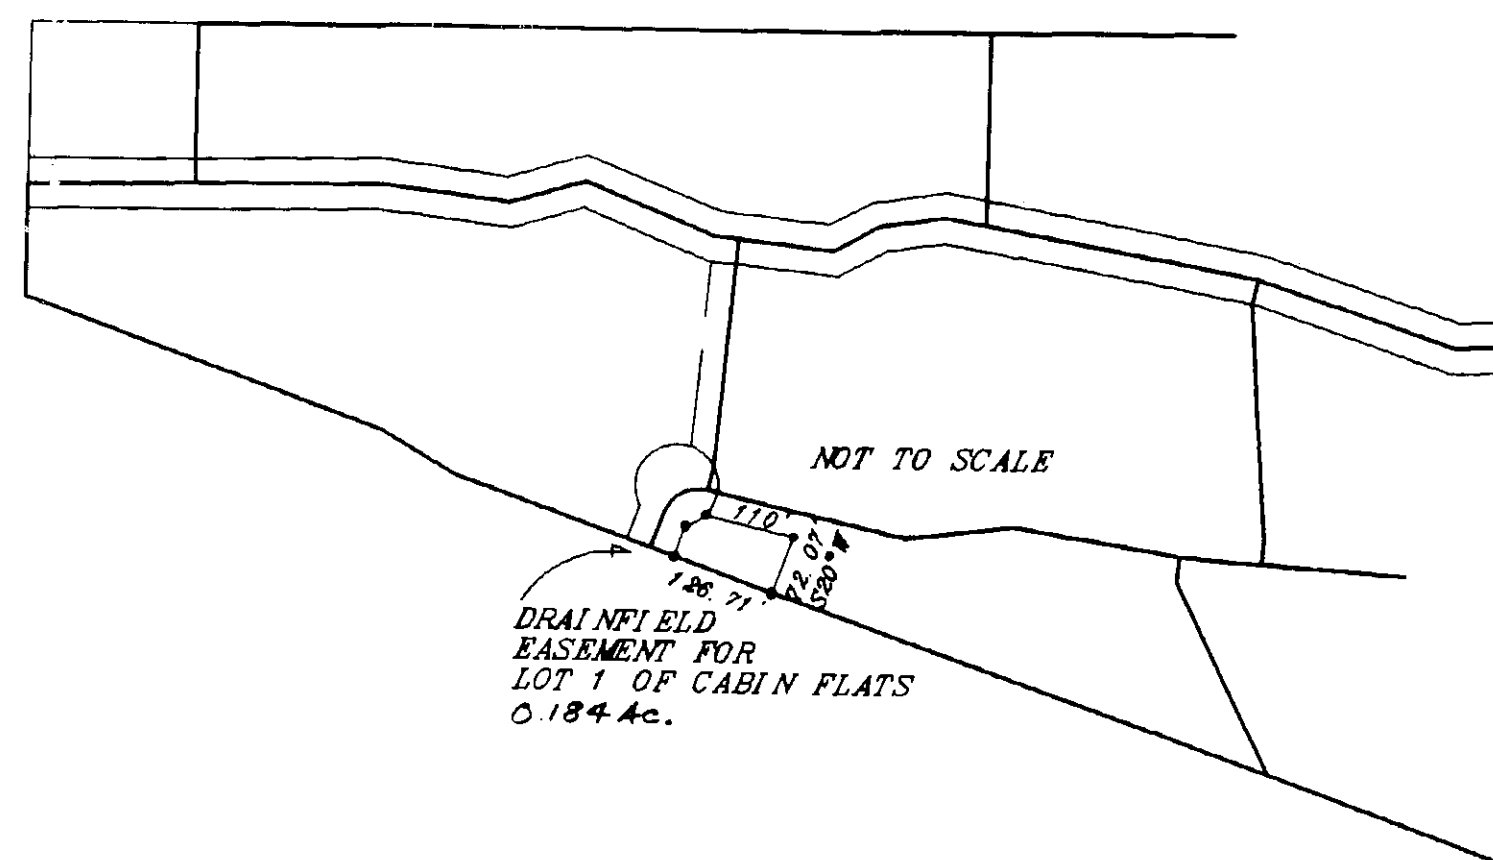 NOT TO SCALE
110'
72.07'
S20°W
126.71'
DRAINFIELD
EASEMENT FOR
LOT 1 OF CABIN FLATS
0.184 Ac.